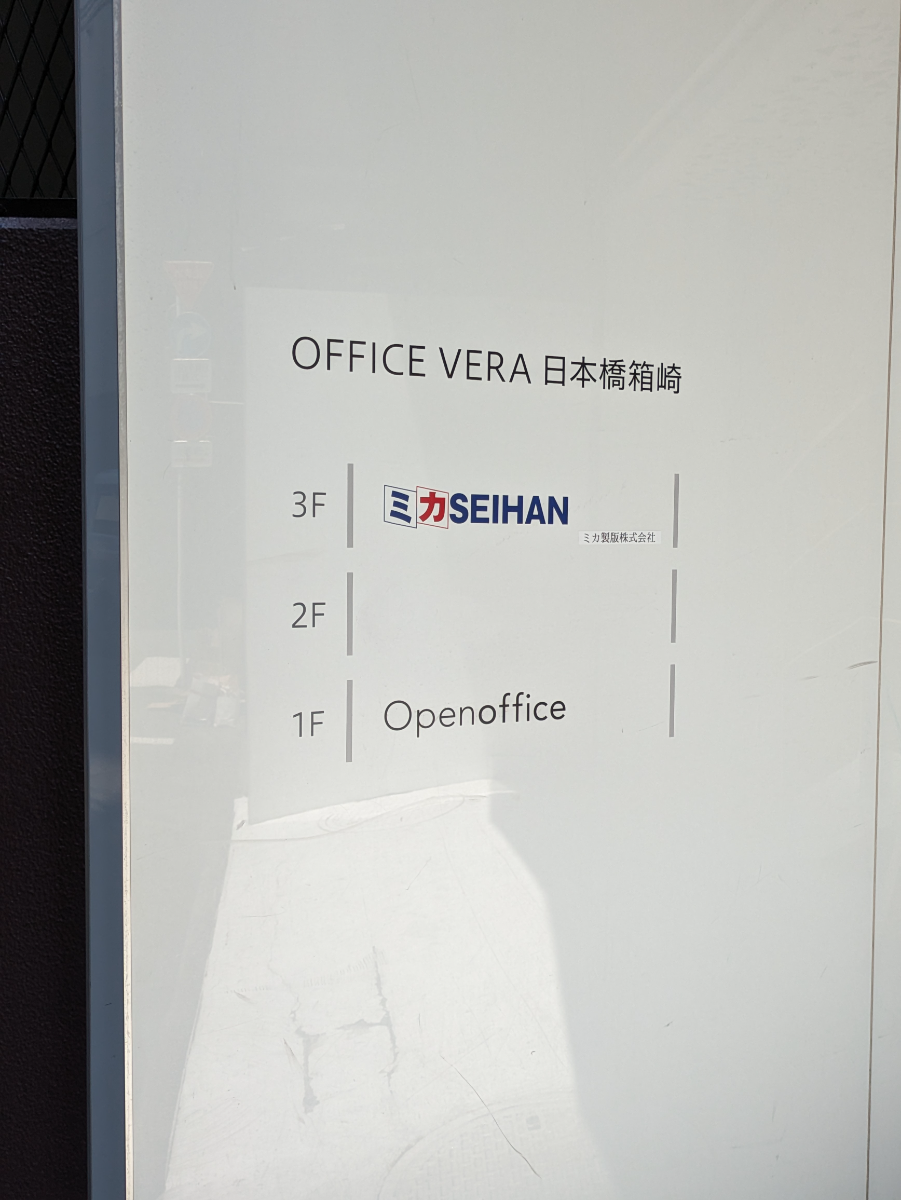 OFFICE VERA 日本橋箱崎
3F ミカSEIHAN
ミカ製版株式会社
2F
1F Openoffice